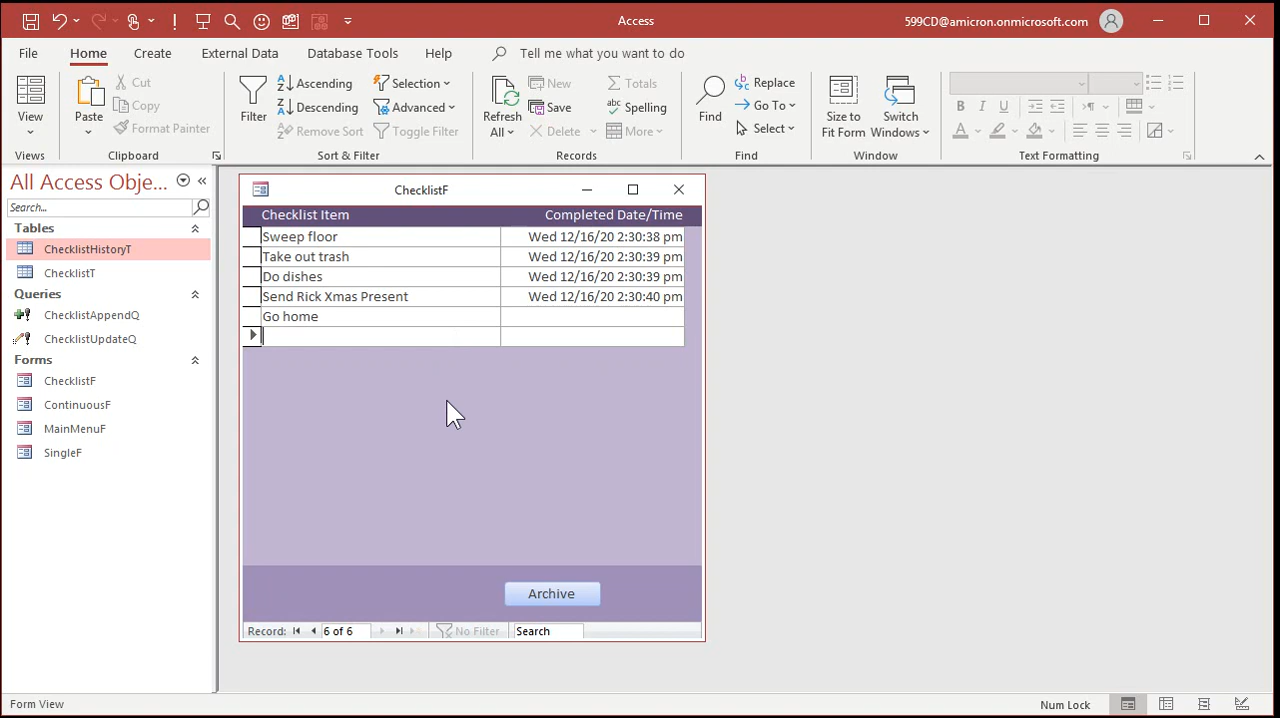 Access
599CD@amicron.onmicrosoft.com
File Home Create External Data Database Tools Help Tell me what you want to do
View
Views
Paste
Cut
Copy
Format Painter
Clipboard
Filter
Ascending
Descending
Remove Sort
Selection
Advanced
Toggle Filter
Sort & Filter
Refresh All
New
Save
Delete
Totals
Spelling
More
Records
Find
Replace
Go To
Select
Find
Size to Fit Form
Switch Windows
Window
B I U
A
Text Formatting
All Access Obje...
Search...
Tables
ChecklistHistoryT
ChecklistT
Queries
ChecklistAppendQ
ChecklistUpdateQ
Forms
ChecklistF
ContinuousF
MainMenuF
SingleF
ChecklistF
Checklist Item Completed Date/Time
Sweep floor Wed 12/16/20 2:30:38 pm
Take out trash Wed 12/16/20 2:30:39 pm
Do dishes Wed 12/16/20 2:30:39 pm
Send Rick Xmas Present Wed 12/16/20 2:30:40 pm
Go home
Archive
Record: 6 of 6 No Filter Search
Form View Num Lock